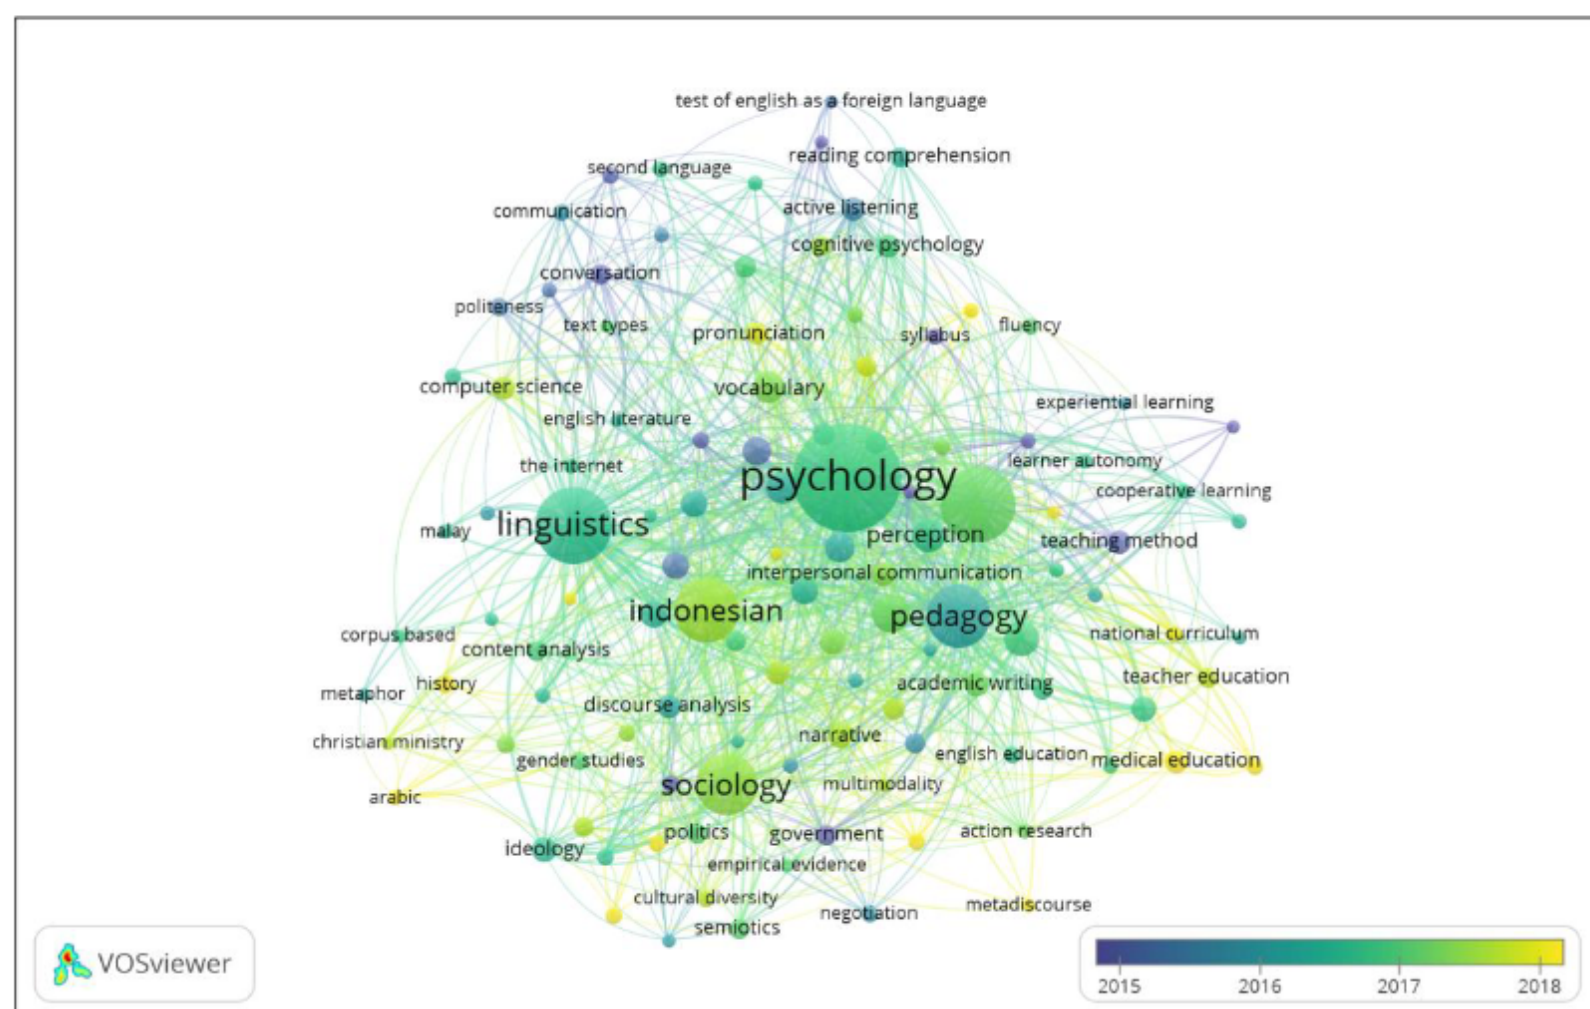 test of english as a foreign language
reading comprehension
second language
active listening
communication
cognitive psychology
conversation
politeness
text types
pronunciation
syllabus
fluency
computer science
vocabulary
experiential learning
english literature
the internet
psychology
learner autonomy
cooperative learning
linguistics
malay
perception
teaching method
interpersonal communication
indonesian
pedagogy
corpus based
content analysis
national curriculum
metaphor
history
academic writing
teacher education
discourse analysis
christian ministry
narrative
gender studies
english education
medical education
arabic
sociology
multimodality
politics
government
action research
ideology
empirical evidence
cultural diversity
negotiation
metadiscourse
semiotics
VOSviewer
2015 2016 2017 2018